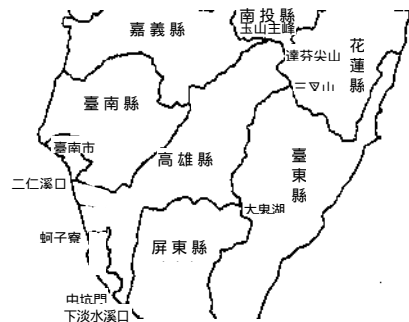 南投縣
玉山主峰
嘉義縣
達芬尖山
花蓮縣
三叉山
臺南縣
臺南市
高雄縣
臺東縣
二仁溪口
大東湖
蚵子寮
屏東縣
中坑門
下淡水溪口